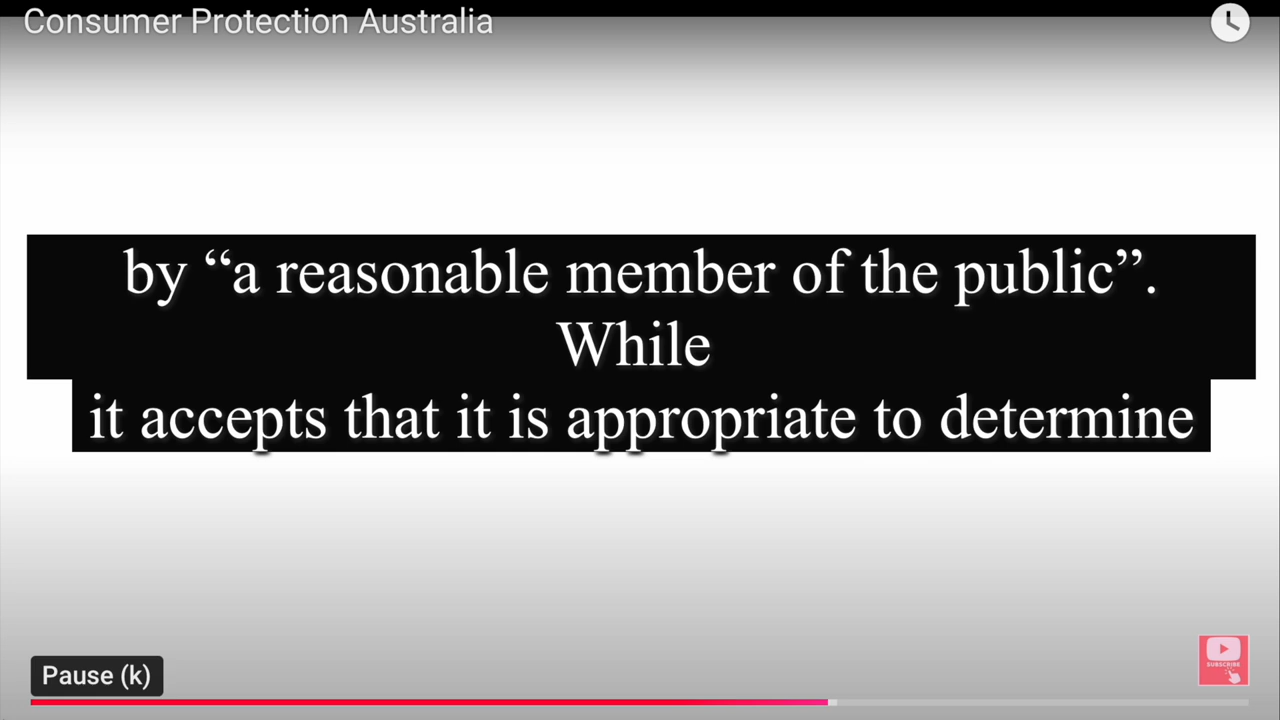 Consumer Protection Australia
by “a reasonable member of the public”.
While
it accepts that it is appropriate to determine
SUBSCRIBE
Pause (k)